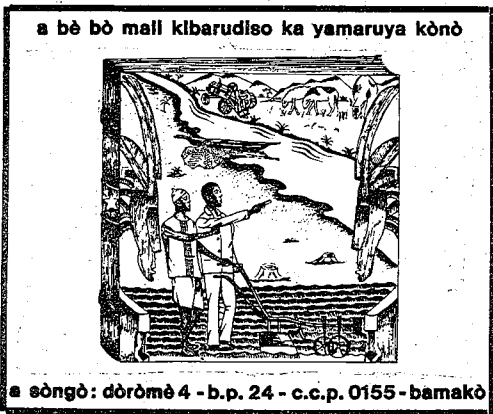 a bè bò mali kibarudiso ka yamaruya kònò
a sòngò: dòròmè 4 - b.p. 24 - c.c.p. 0155 - bamakò